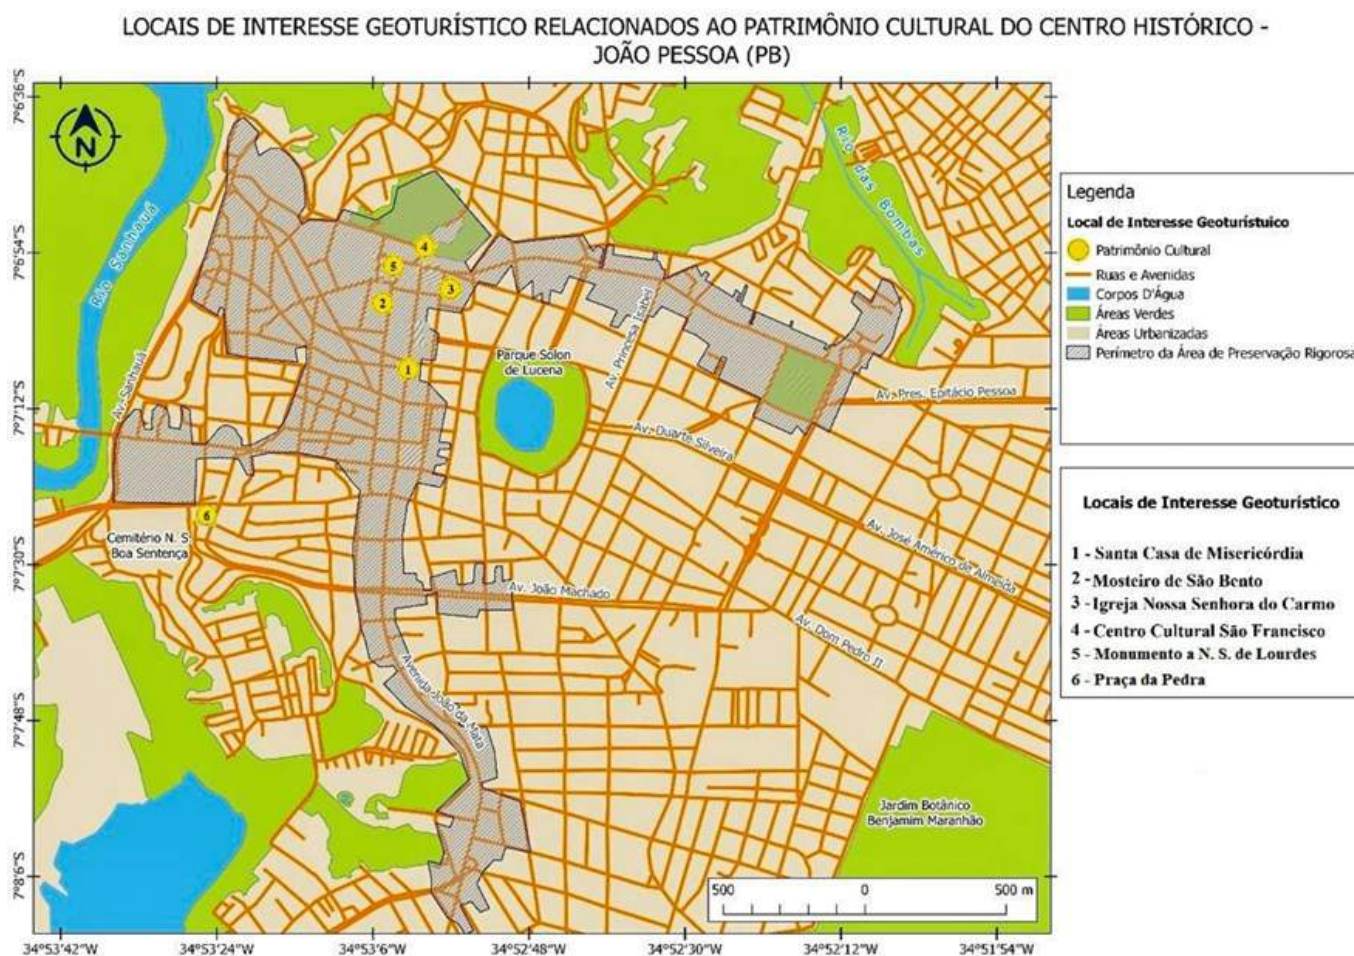 LOCAIS DE INTERESSE GEOTURÍSTICO RELACIONADOS AO PATRIMÔNIO CULTURAL DO CENTRO HISTÓRICO -
JOÃO PESSOA (PB)
7°6'36"S
7°6'54"S
7°7'12"S
7°7'30"S
7°7'48"S
7°8'6"S
N
Rio Sanhauá
Rio das Bombas
4
5
3
2
1
6
Av. Sanhauá
Parque Solon
de Lucena
Av. Princesa Isabel
Av. Pres. Epitácio Pessoa
Av. Duarte Silveira
Av. José Américo de Almeida
Cemitério N. S.
Boa Sentença
Av. João Machado
Av. Dom Pedro II
Avenida João da Mata
Jardim Botânico
Benjamim Maranhão
500 0 500 m
34°53'42"W 34°53'24"W 34°53'6"W 34°52'48"W 34°52'30"W 34°52'12"W 34°51'54"W
Legenda
Local de Interesse Geoturístuico
Patrimônio Cultural
Ruas e Avenidas
Corpos D'Água
Áreas Verdes
Áreas Urbanizadas
Perímetro da Área de Preservação Rigorosa
Locais de Interesse Geoturístico
1 - Santa Casa de Misericórdia
2 - Mosteiro de São Bento
3 - Igreja Nossa Senhora do Carmo
4 - Centro Cultural São Francisco
5 - Monumento a N. S. de Lourdes
6 - Praça da Pedra